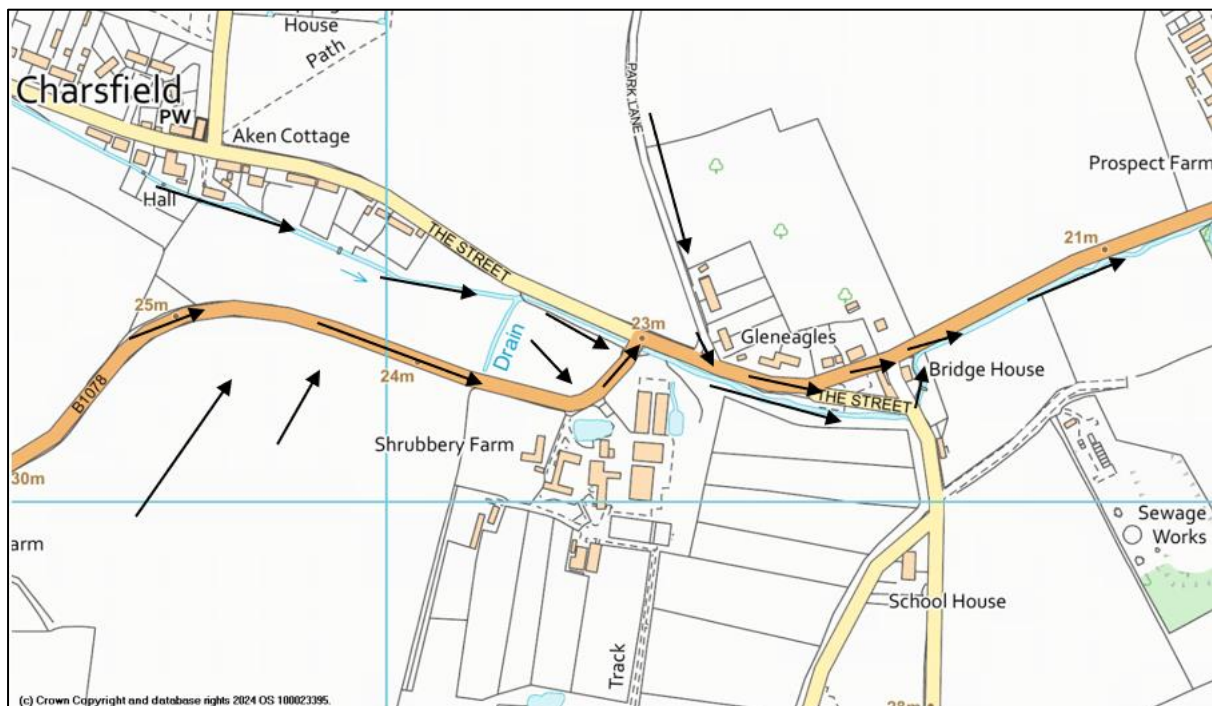 House
Path
Charsfield
PW
Aken Cottage
PARK LANE
Prospect Farm
Hall
THE STREET
21m
25m
23m
Drain
Gleneagles
24m
B1078
Bridge House
THE STREET
Shrubbery Farm
30m
arm
Sewage
Works
School House
Track
28m
(c) Crown Copyright and database rights 2024 OS 100023395.